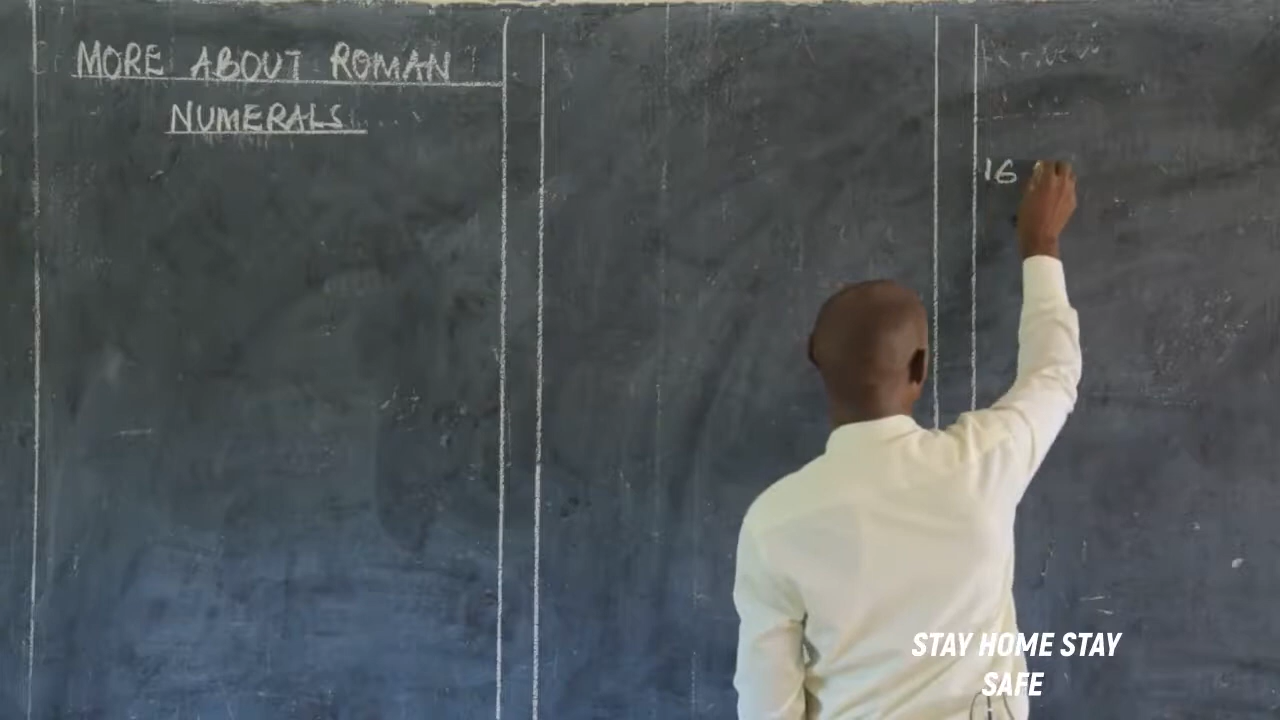 MORE ABOUT ROMAN
NUMERALS
16
STAY HOME STAY
SAFE